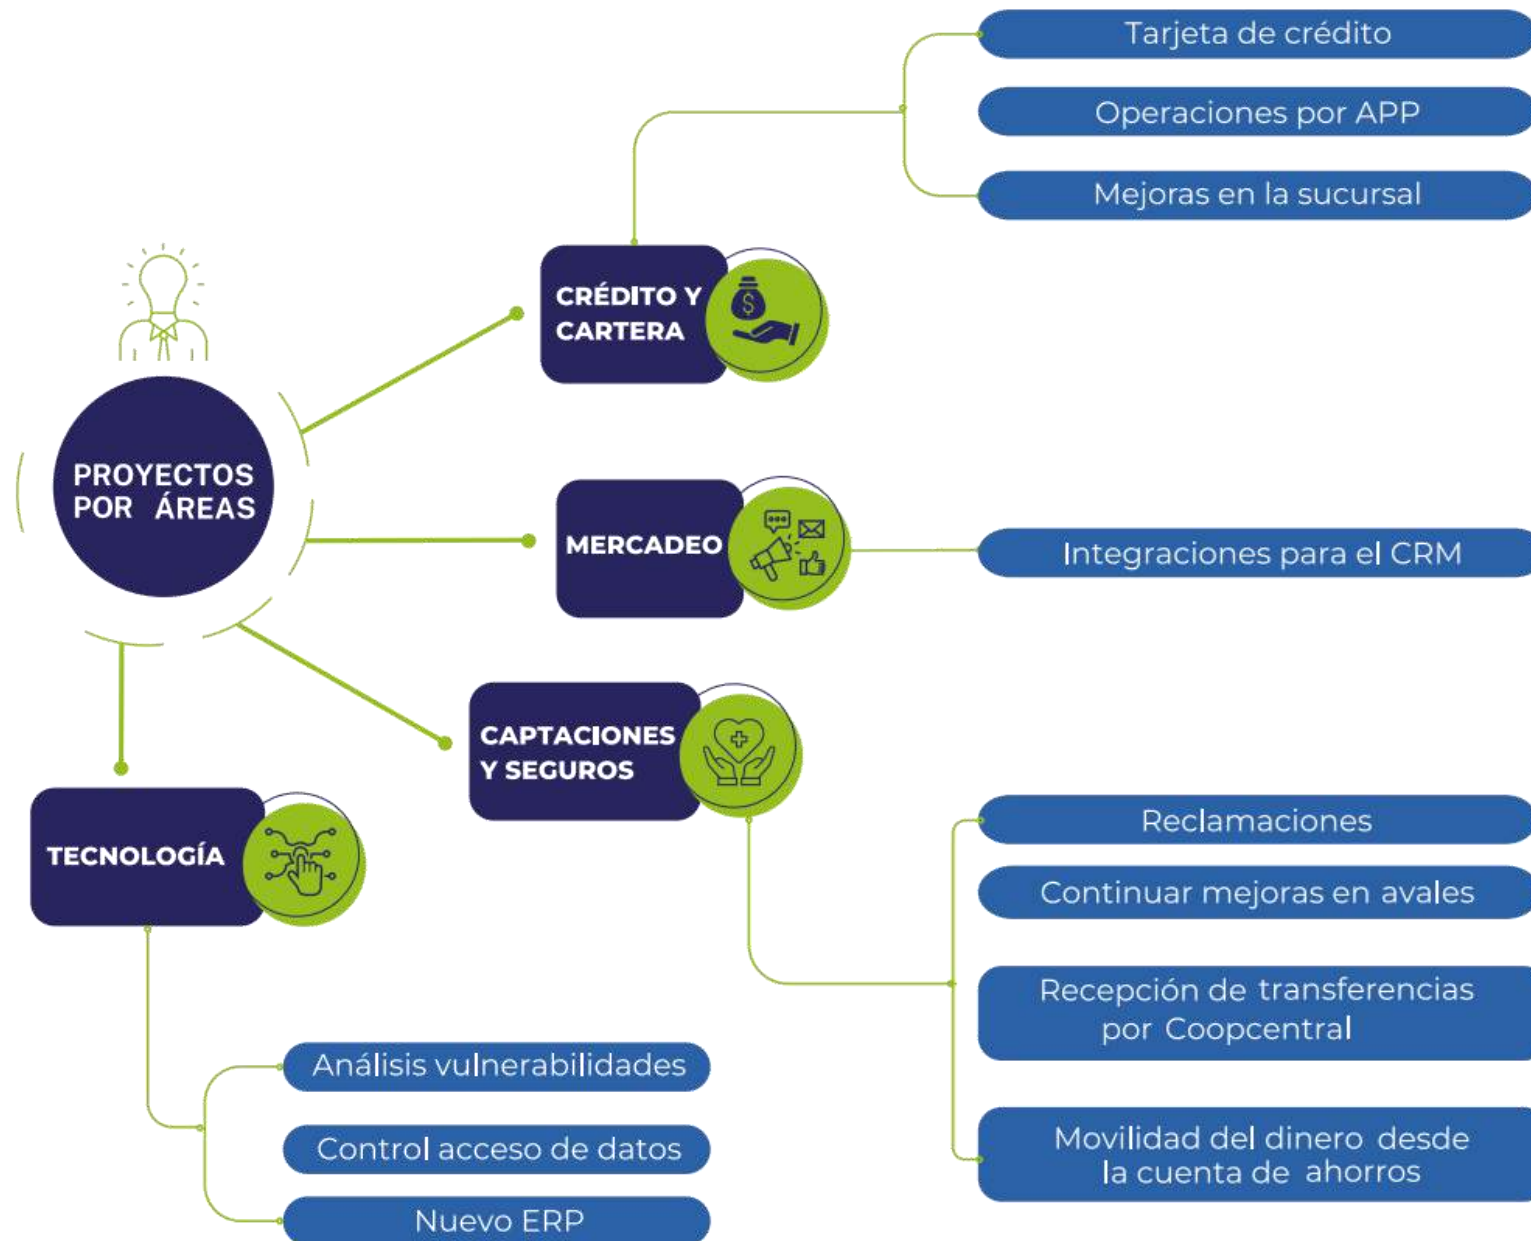 PROYECTOS
POR ÁREAS
CRÉDITO Y
CARTERA
Tarjeta de crédito
Operaciones por APP
Mejoras en la sucursal
MERCADEO
Integraciones para el CRM
CAPTACIONES
Y SEGUROS
Reclamaciones
Continuar mejoras en avales
Recepción de transferencias
por Coopcentral
Movilidad del dinero desde
la cuenta de ahorros
TECNOLOGÍA
Análisis vulnerabilidades
Control acceso de datos
Nuevo ERP